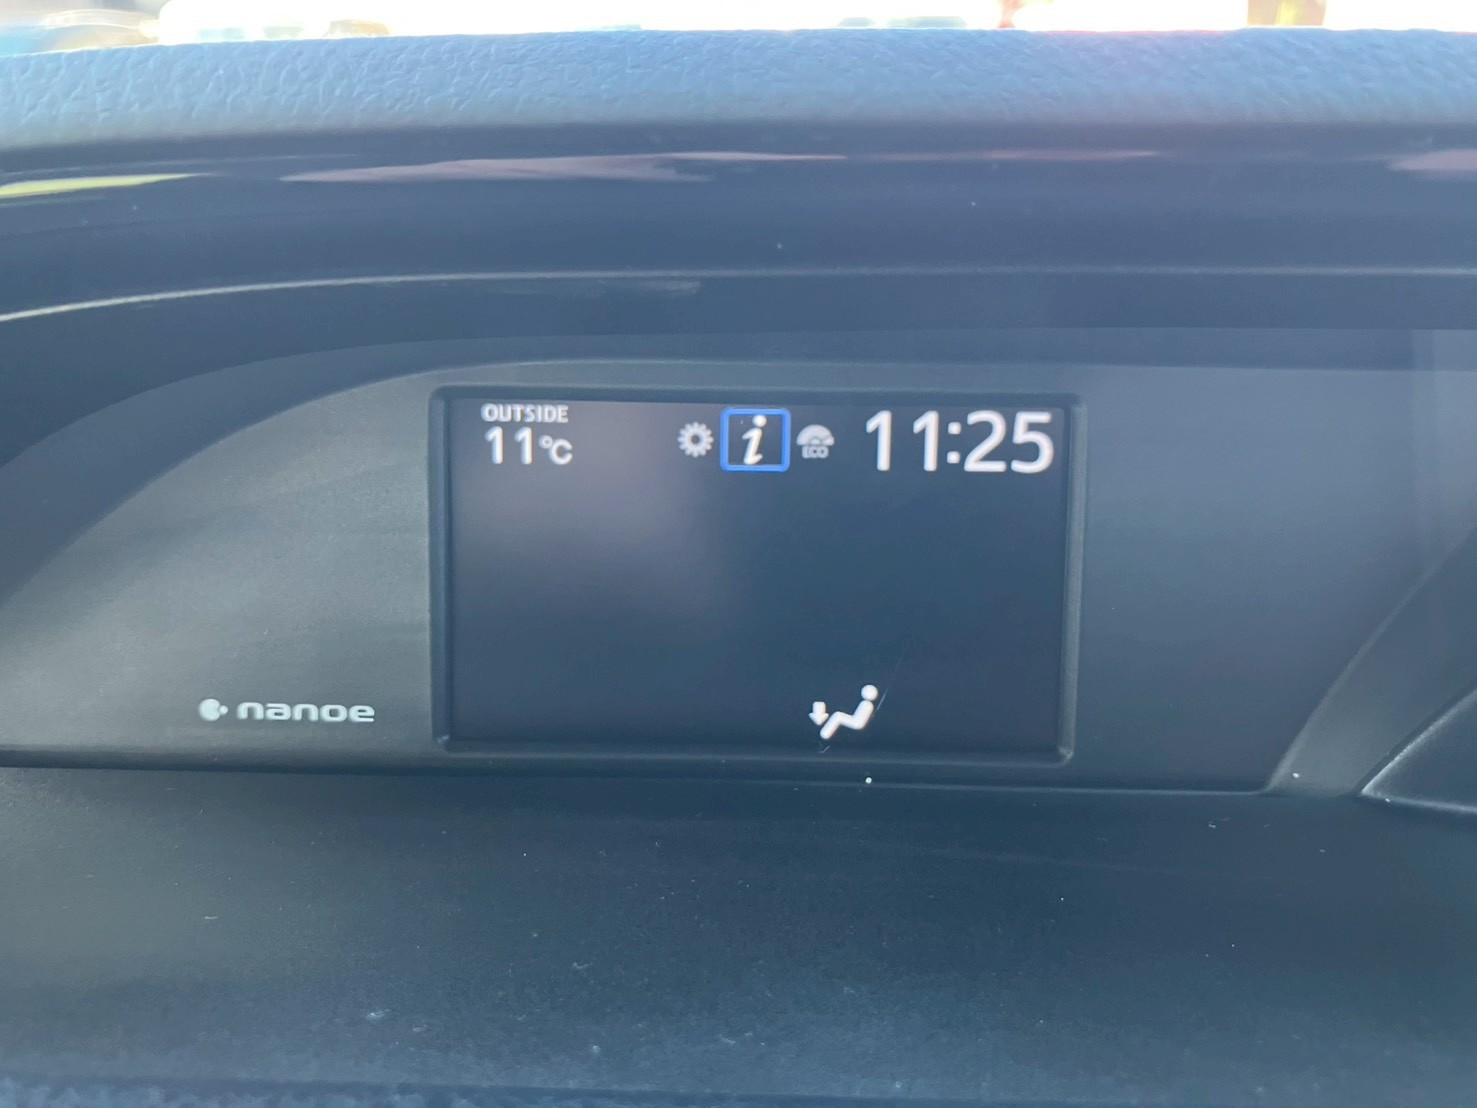 OUTSIDE
11°C
i
ECO
11:25
nanoe